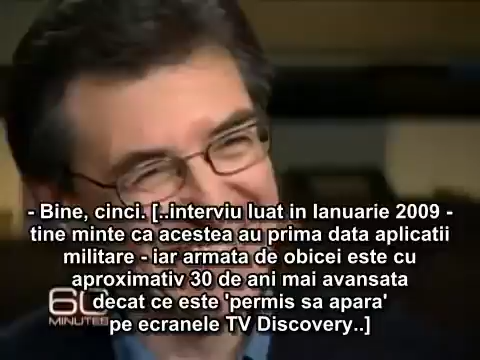 - Bine, cinci. [..interviu luat in Ianuarie 2009 -
tine minte ca acestea au prima data aplicatii
militare - iar armata de obicei este cu
aproximativ 30 de ani mai avansata
decat ce este 'permis sa apara'
pe ecranele TV Discovery..]
60
MINUTES